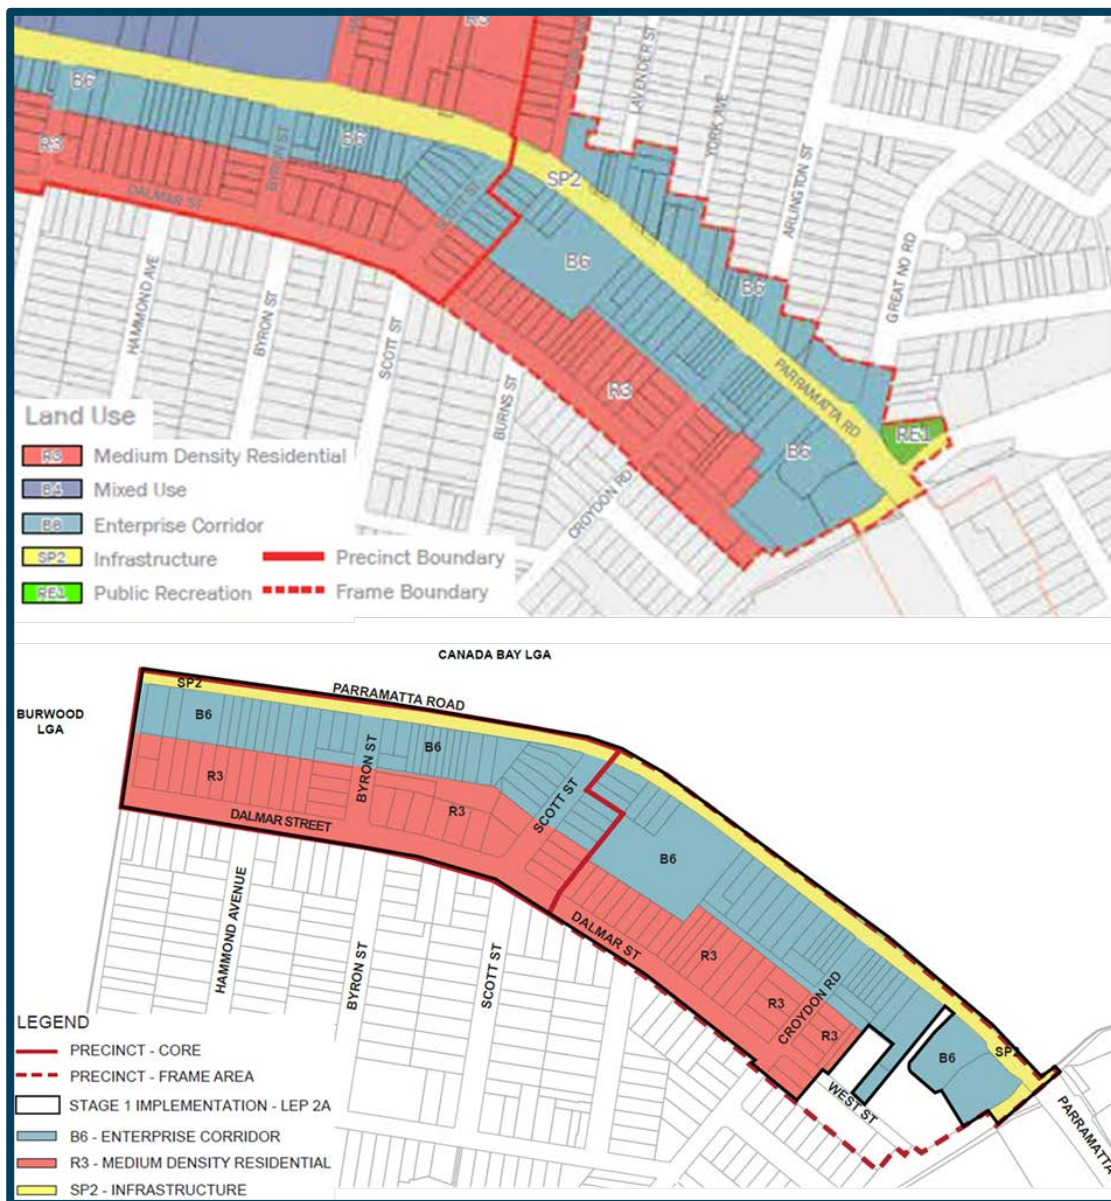 R3
B6
LAVENDER ST
YORK AVE
ARLINGTON ST
GREAT NO RD
BYRON ST
B6
R3
DALMAR ST
SCOTT ST
SP2
B6
B6
HAMMOND AVE
BYRON ST
SCOTT ST
BURNS ST
R3
PARRAMATTA RD
RE1
B6
CROYDON RD
Land Use
R3 Medium Density Residential
B4 Mixed Use
B6 Enterprise Corridor
SP2 Infrastructure
RE1 Public Recreation
Precinct Boundary
Frame Boundary
CANADA BAY LGA
BURWOOD
LGA
SP2
PARRAMATTA ROAD
B6
B6
R3
BYRON ST
R3
SCOTT ST
DALMAR STREET
B6
HAMMOND AVENUE
BYRON ST
SCOTT ST
DALMAR ST
R3
R3
CROYDON RD
R3
B6
SP2
WEST ST
PARRAMATTA
LEGEND
PRECINCT - CORE
PRECINCT - FRAME AREA
STAGE 1 IMPLEMENTATION - LEP 2A
B6 - ENTERPRISE CORRIDOR
R3 - MEDIUM DENSITY RESIDENTIAL
SP2 - INFRASTRUCTURE